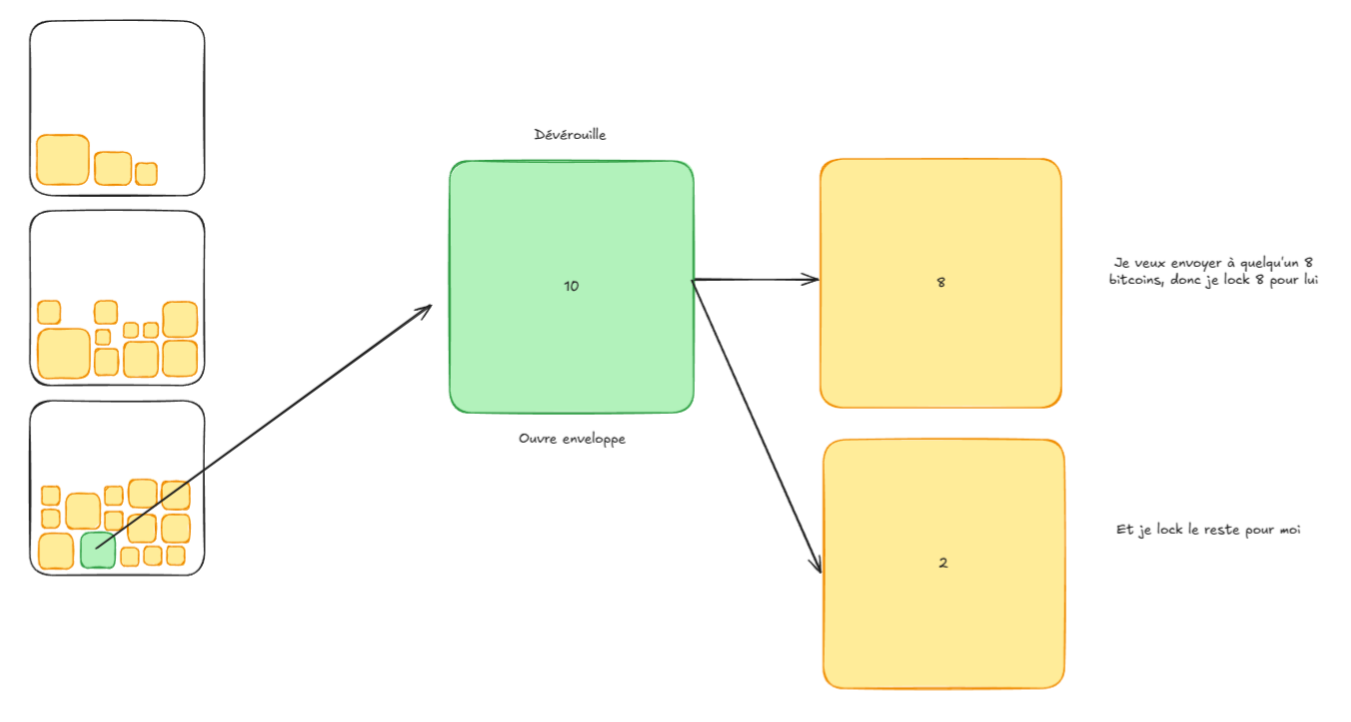 Dévérouille
10
Ouvre enveloppe
8
Je veux envoyer à quelqu'un 8
bitcoins, donc je lock 8 pour lui
2
Et je lock le reste pour moi